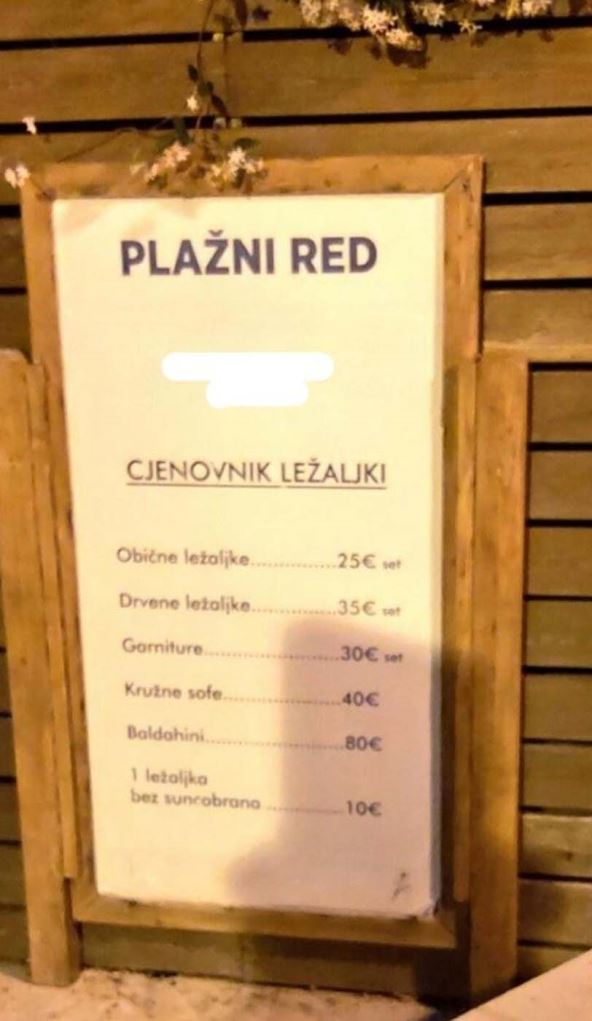 PLAŽNI RED
CJENOVNIK LEŽALJKI
Obične ležaljke..............25€ set
Drvene ležaljke..............35€ set
Garniture......................30€ set
Kružne sofe...................40€
Baldahini......................80€
1 ležaljka
bez suncobrana ............10€